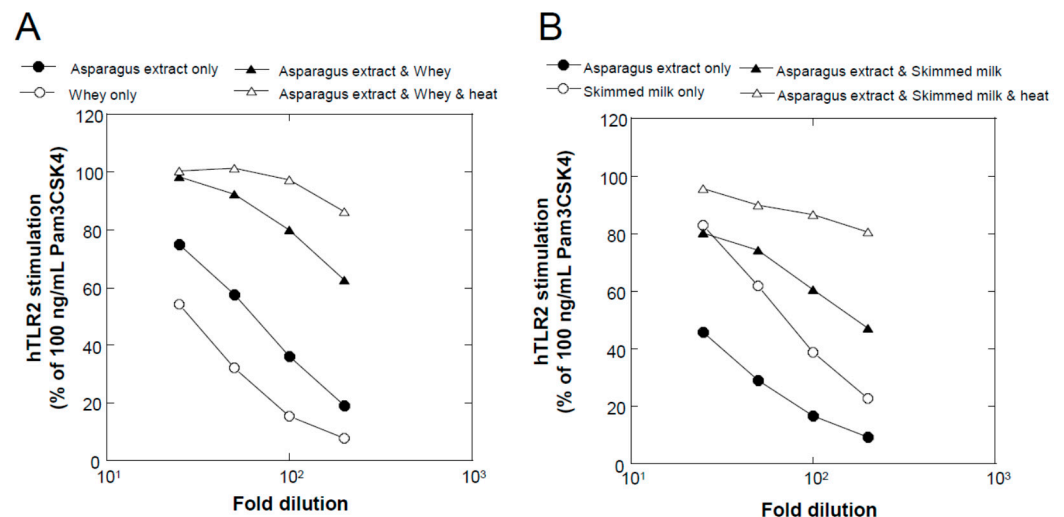 A
Asparagus extract only
Asparagus extract & Whey
Whey only
Asparagus extract & Whey & heat
120
100
80
60
40
20
0
10¹
10²
10³
hTLR2 stimulation
(% of 100 ng/mL Pam3CSK4)
Fold dilution
B
Asparagus extract only
Asparagus extract & Skimmed milk
Skimmed milk only
Asparagus extract & Skimmed milk & heat
120
100
80
60
40
20
0
10¹
10²
10³
hTLR2 stimulation
(% of 100 ng/mL Pam3CSK4)
Fold dilution